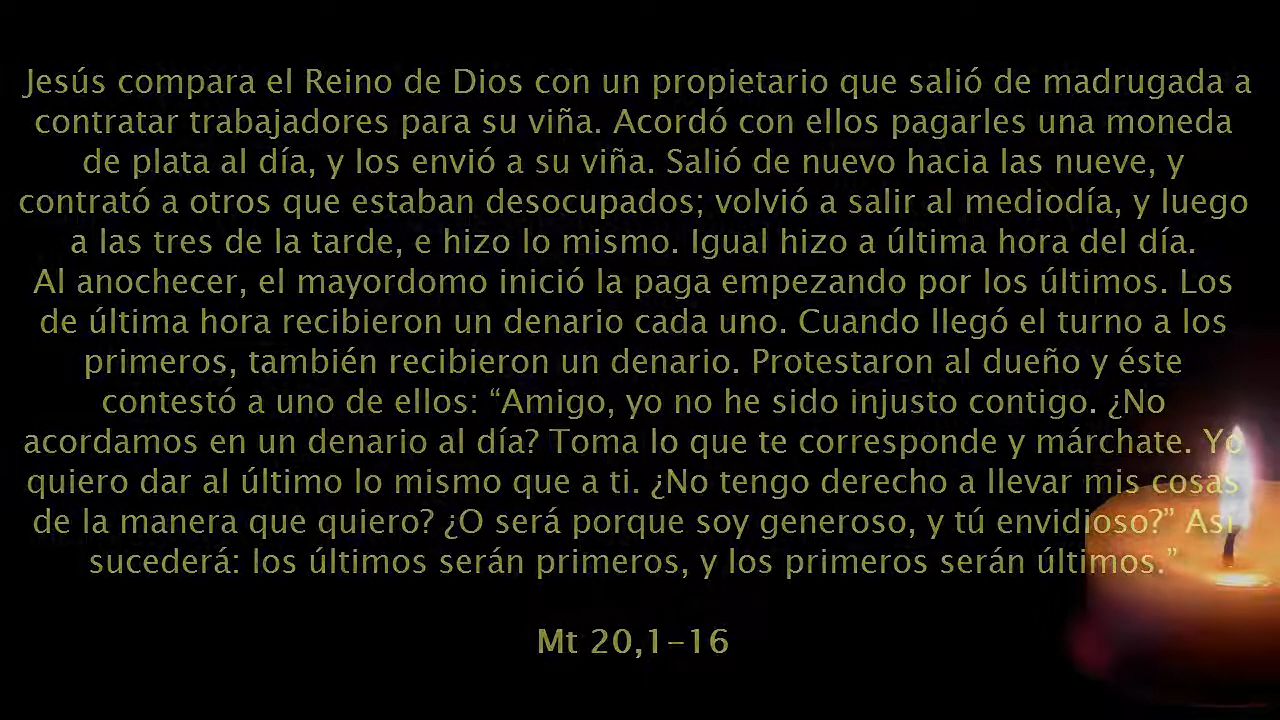 Jesús compara el Reino de Dios con un propietario que salió de madrugada a
contratar trabajadores para su viña. Acordó con ellos pagarles una moneda
de plata al día, y los envió a su viña. Salió de nuevo hacia las nueve, y
contrató a otros que estaban desocupados; volvió a salir al mediodía, y luego
a las tres de la tarde, e hizo lo mismo. Igual hizo a última hora del día.
Al anochecer, el mayordomo inició la paga empezando por los últimos. Los
de última hora recibieron un denario cada uno. Cuando llegó el turno a los
primeros, también recibieron un denario. Protestaron al dueño y éste
contestó a uno de ellos: “Amigo, yo no he sido injusto contigo. ¿No
acordamos en un denario al día? Toma lo que te corresponde y márchate. Yo
quiero dar al último lo mismo que a ti. ¿No tengo derecho a llevar mis cosas
de la manera que quiero? ¿O será porque soy generoso, y tú envidioso?” Así
sucederá: los últimos serán primeros, y los primeros serán últimos.”
Mt 20,1-16